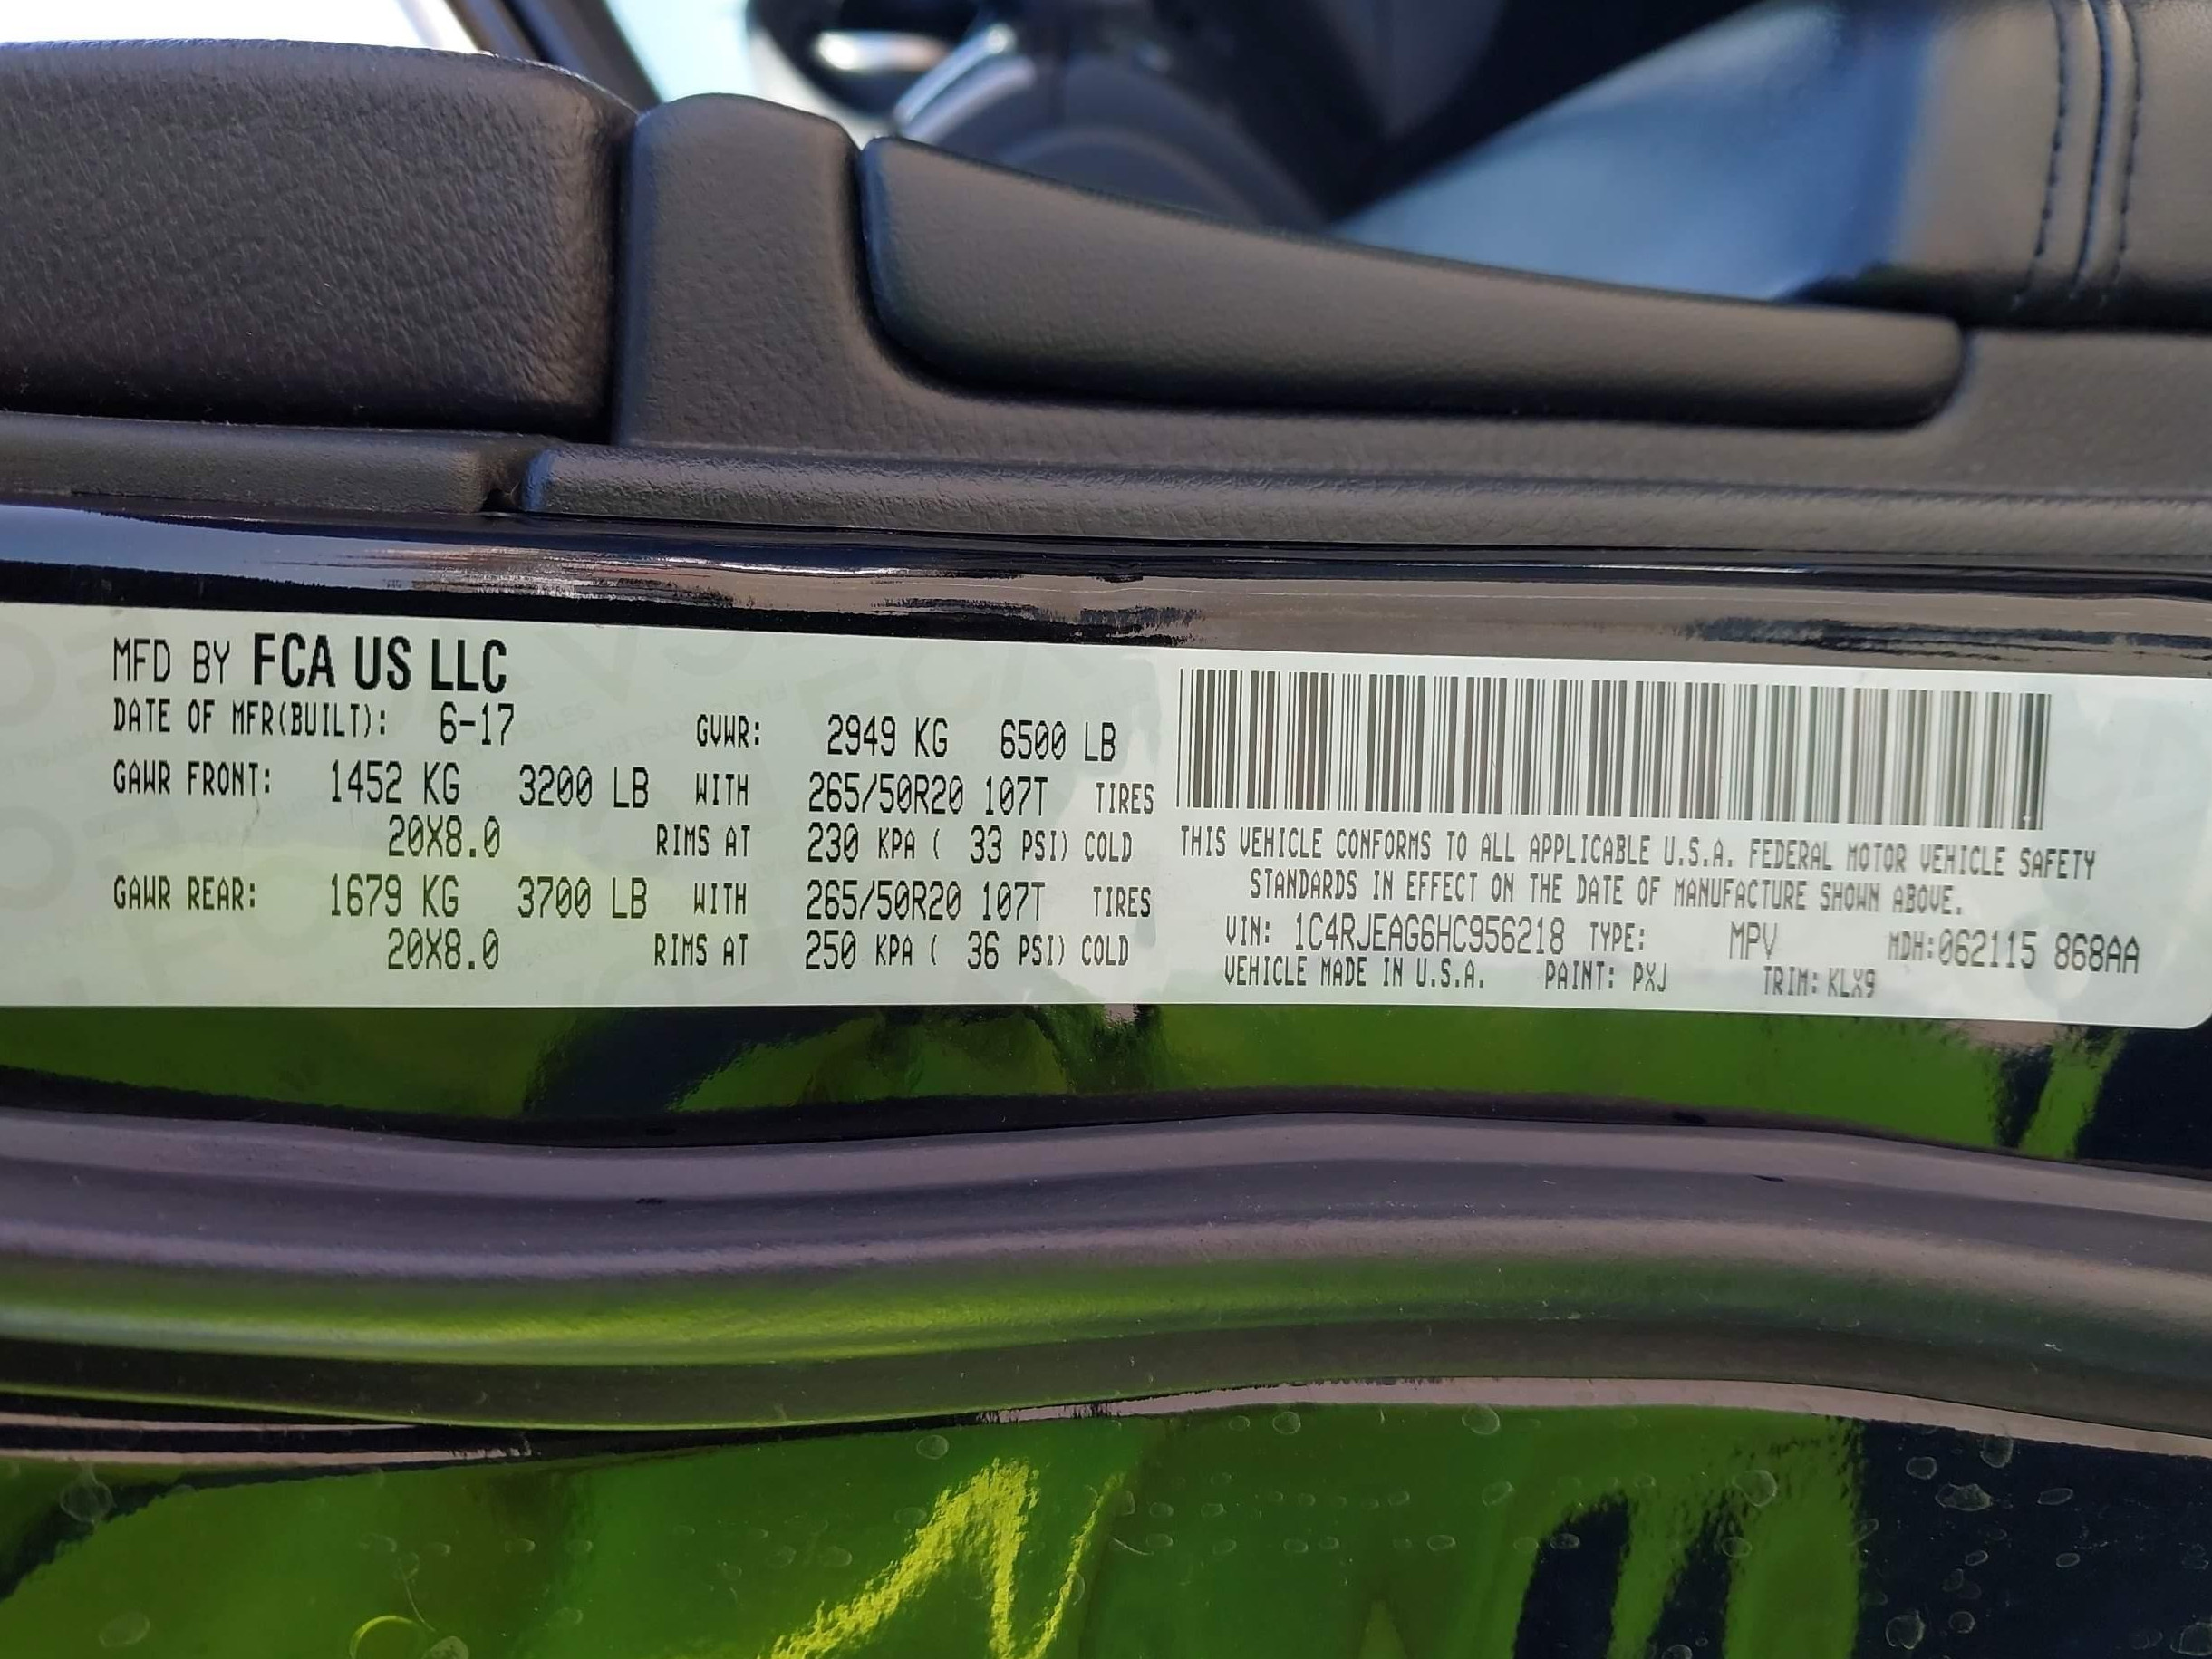 MFD BY FCA US LLC
DATE OF MFR(BUILT): 6-17 GVWR: 2949 KG 6500 LB
GAWR FRONT: 1452 KG 3200 LB WITH 265/50R20 107T TIRES
20X8.0 RIMS AT 230 KPA ( 33 PSI) COLD
GAWR REAR: 1679 KG 3700 LB WITH 265/50R20 107T TIRES
20X8.0 RIMS AT 250 KPA ( 36 PSI) COLD
THIS VEHICLE CONFORMS TO ALL APPLICABLE U.S.A. FEDERAL MOTOR VEHICLE SAFETY
STANDARDS IN EFFECT ON THE DATE OF MANUFACTURE SHOWN ABOVE.
VIN: 1C4RJEAG6HC956218 TYPE: MPV MDH:062115 868AA
VEHICLE MADE IN U.S.A. PAINT: PXJ TRIM: KLX9